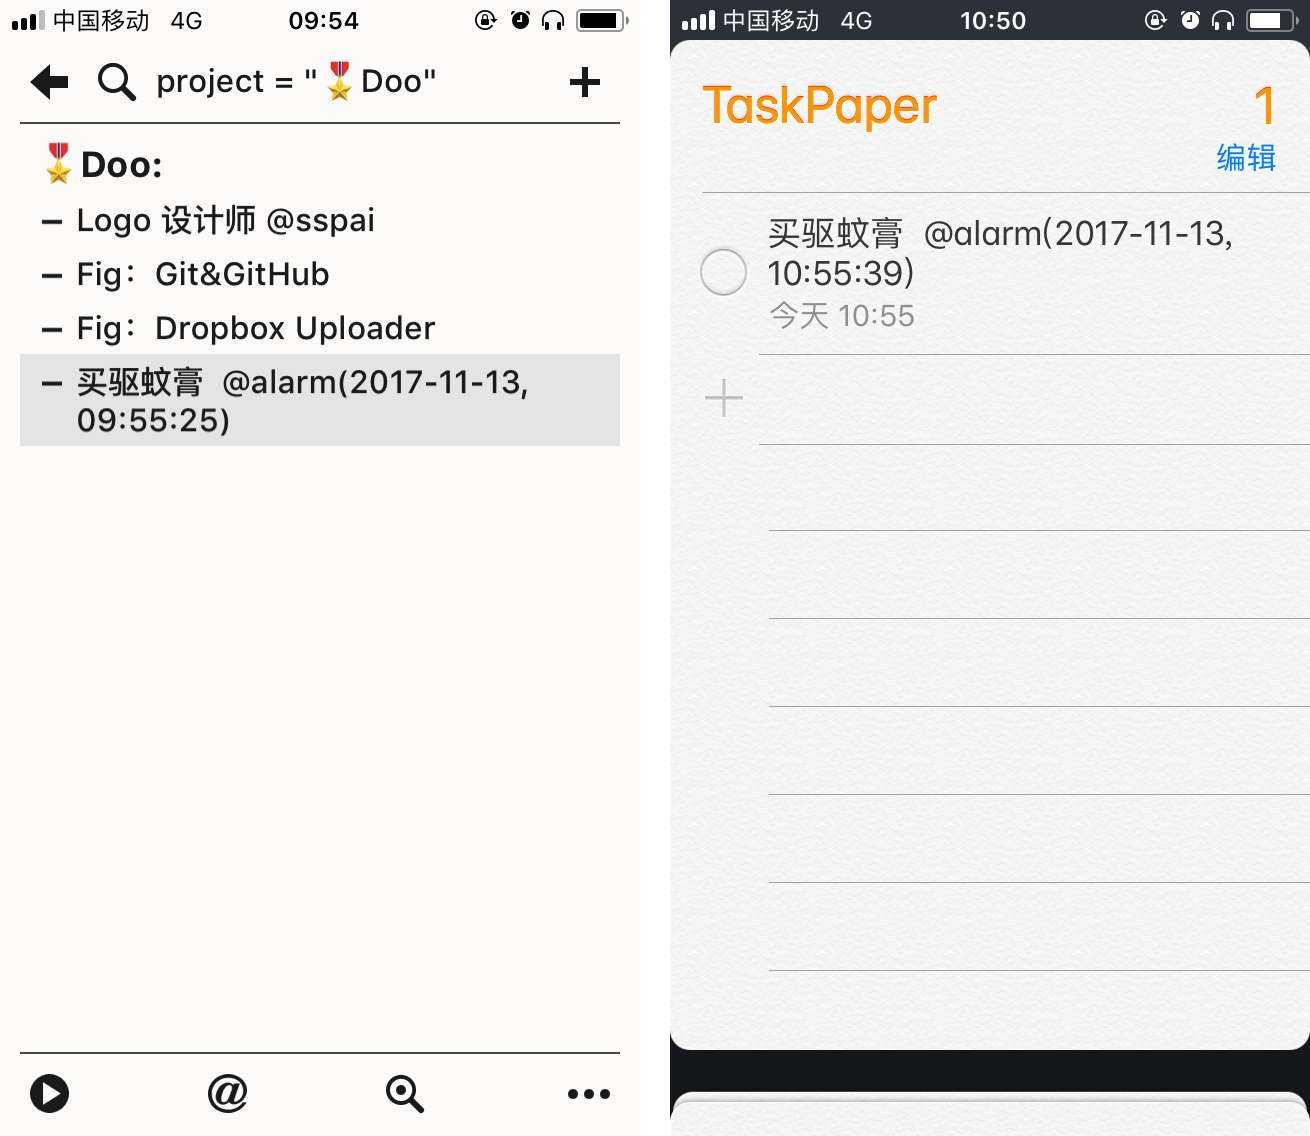 中国移动 4G 09:54
project = "🎖️Doo"
🎖️Doo:
– Logo 设计师 @sspai
– Fig：Git&GitHub
– Fig：Dropbox Uploader
– 买驱蚊膏 @alarm(2017-11-13,
09:55:25)
@
中国移动 4G 10:50
TaskPaper 1
编辑
买驱蚊膏 @alarm(2017-11-13,
10:55:39)
今天 10:55